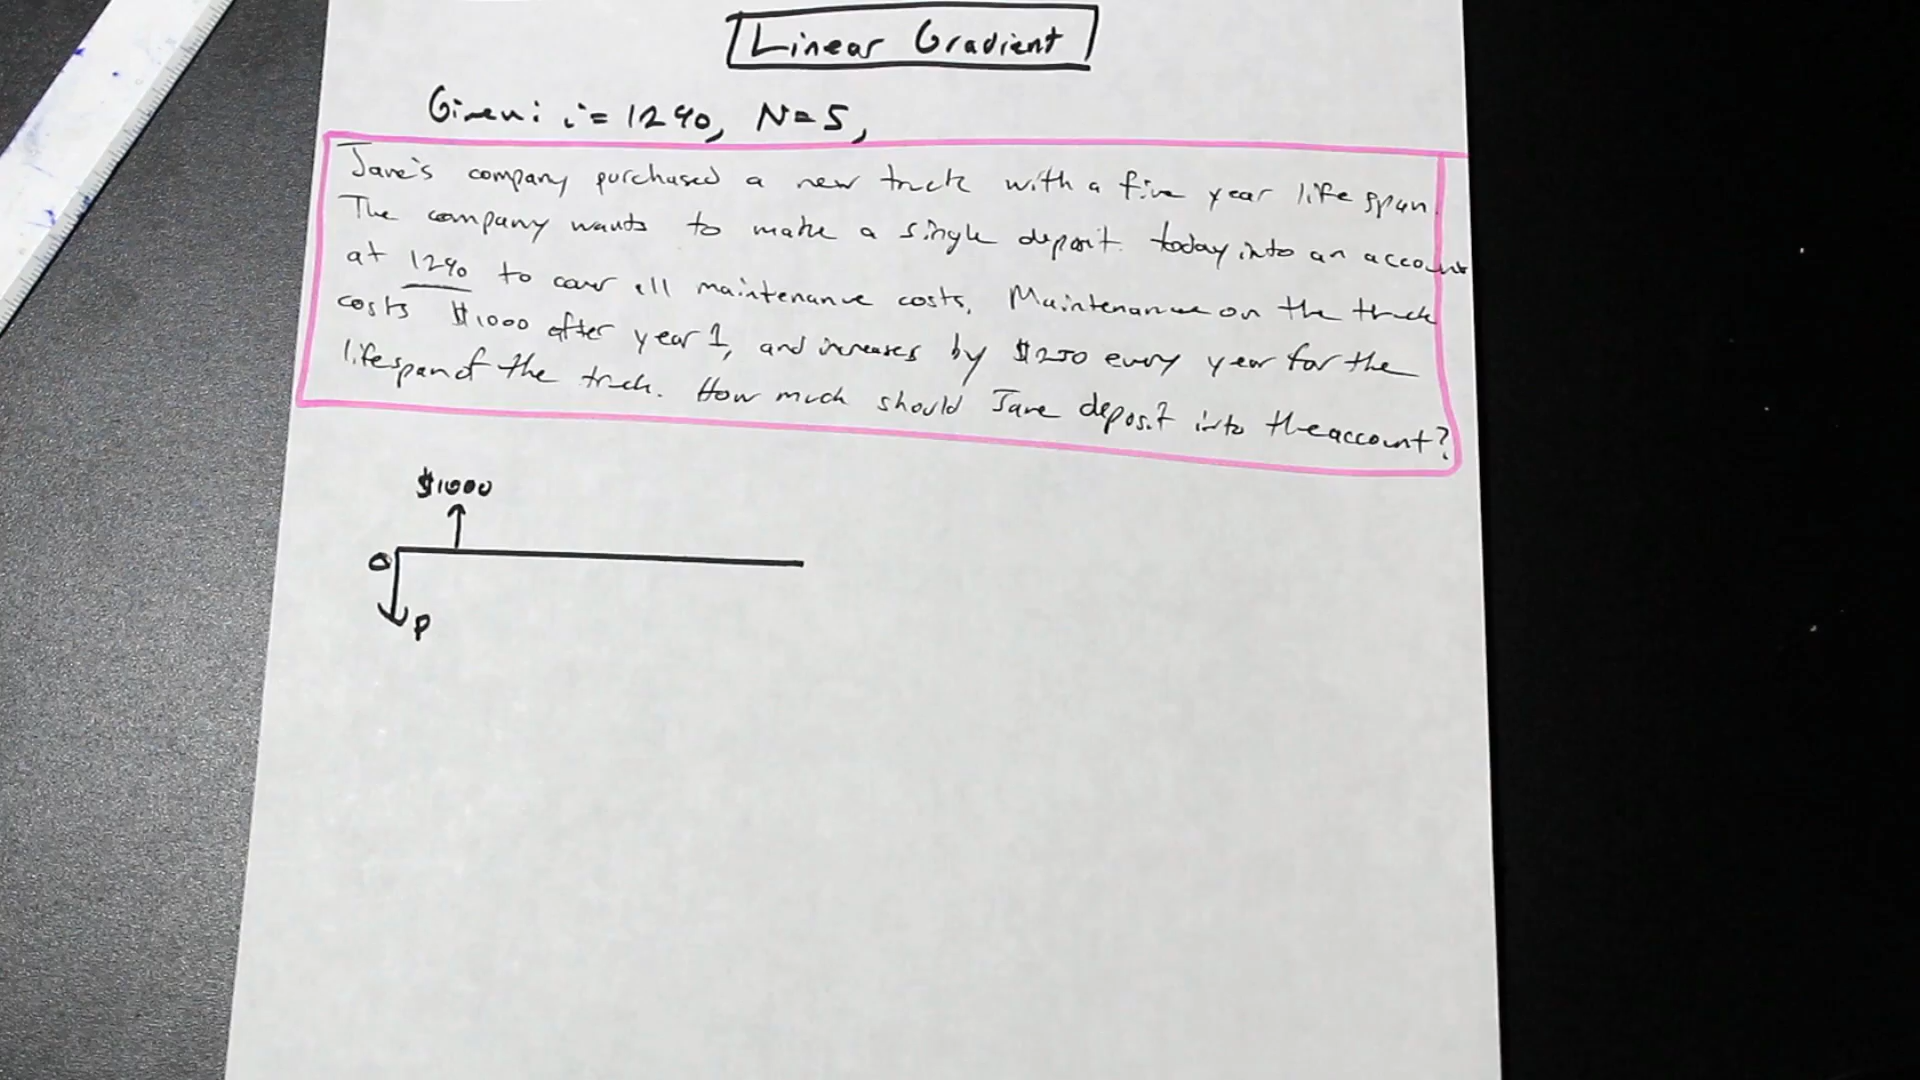 Linear Gradient
Given: i = 12%, N=5,
Jane's company purchased a new truck with a five year life span.
The company wants to make a single deposit today into an account
at 12% to cover all maintenance costs. Maintenance on the truck
costs $1000 after year 1, and increases by $250 every year for the
lifespan of the truck. How much should Jane deposit into the account?
$1000
0
P